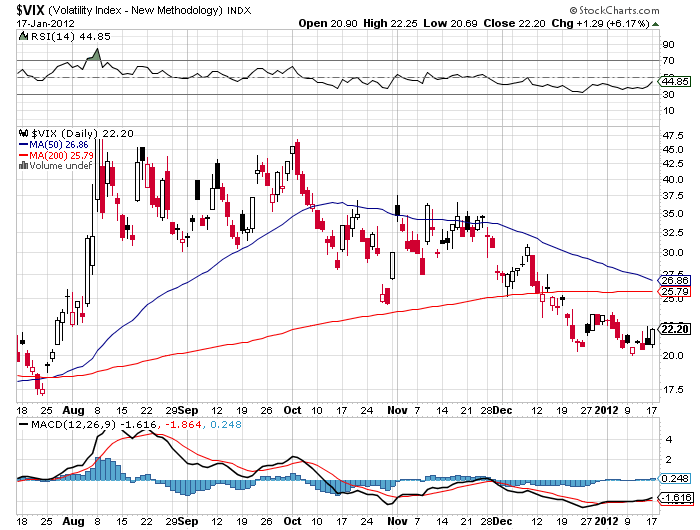 $VIX (Volatility Index - New Methodology) INDX
© StockCharts.com
17-Jan-2012
Open 20.90 High 22.25 Low 20.69 Close 22.20 Chg +1.29 (+6.17%)
RSI(14) 44.85
90
70
50
44.85
30
10
$VIX (Daily) 22.20
MA(50) 26.86
MA(200) 25.79
Volume undef
47.5
45.0
42.5
40.0
37.5
35.0
32.5
30.0
27.5
26.86
25.79
25.0
22.5
22.20
20.0
17.5
18 25 Aug 8 15 22 29 Sep 12 19 26 Oct 10 17 24 Nov 7 14 21 28 Dec 12 19 27 2012 9 17
MACD(12,26,9) -1.616, -1.864, 0.248
4
2
0.248
-1.616
18 25 Aug 8 15 22 29 Sep 12 19 26 Oct 10 17 24 Nov 7 14 21 28 Dec 12 19 27 2012 9 17